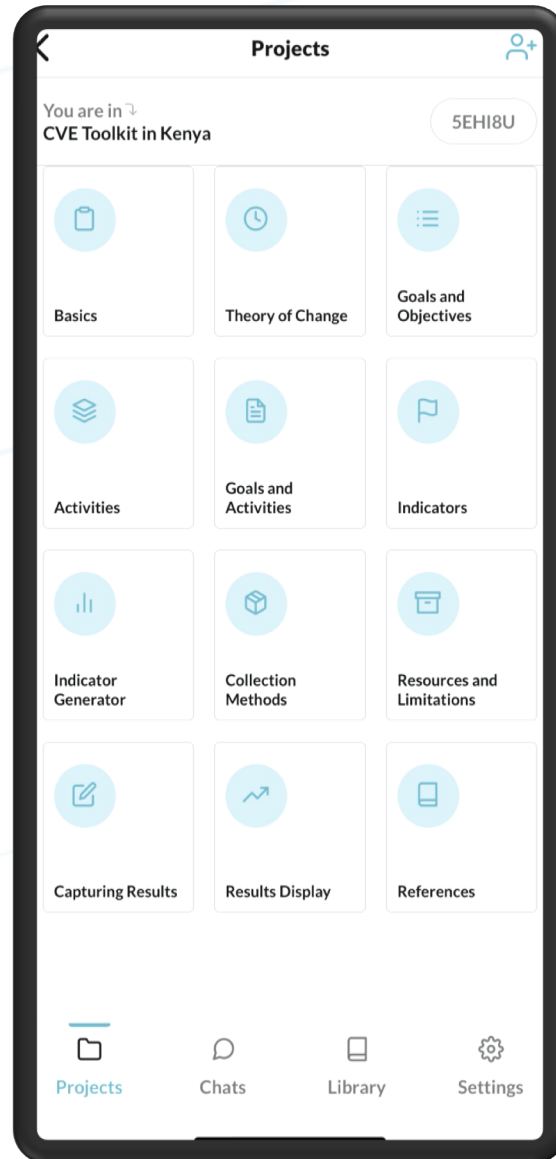 Projects
You are in
CVE Toolkit in Kenya
5EHI8U
Basics
Theory of Change
Goals and
Objectives
Activities
Goals and
Activities
Indicators
Indicator
Generator
Collection
Methods
Resources and
Limitations
Capturing Results
Results Display
References
Projects
Chats
Library
Settings